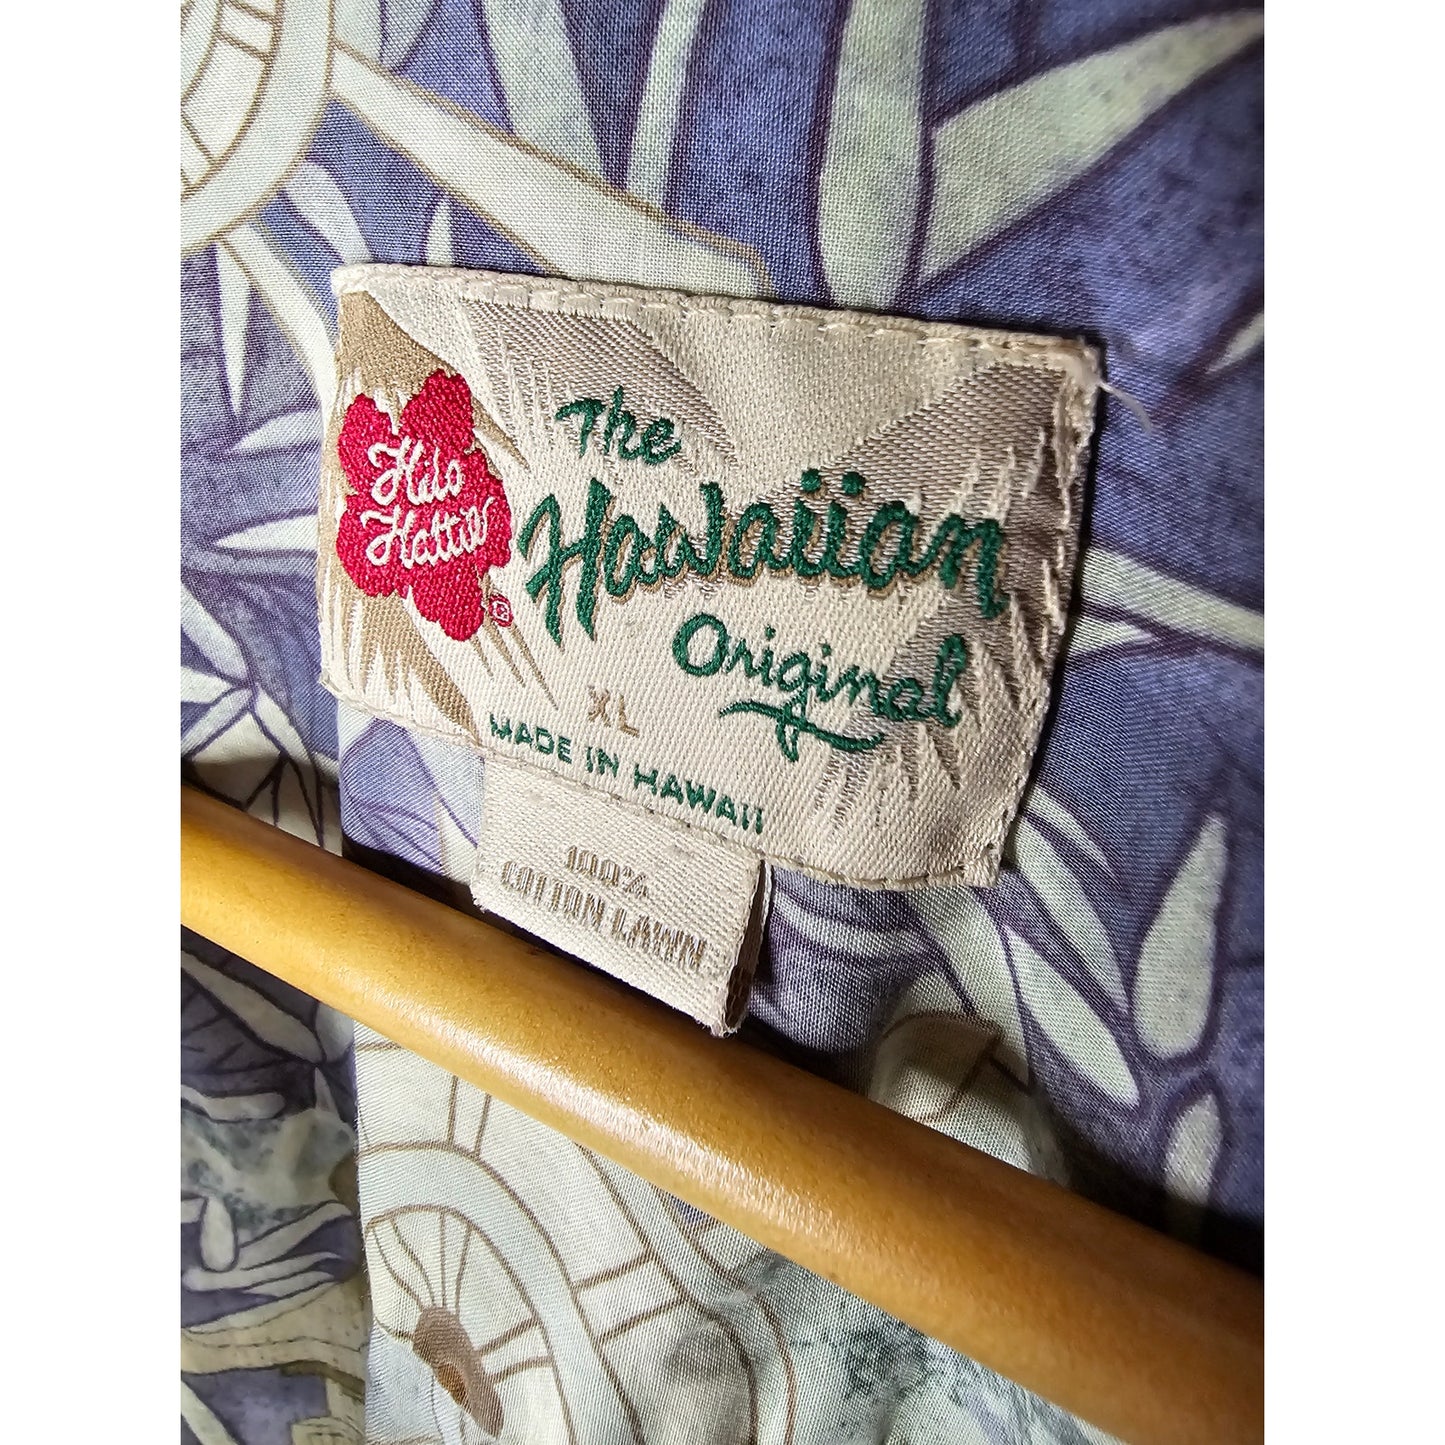 Hilo
Hattie
®
The
Hawaiian
Original
XL
MADE IN HAWAII
100%
COTTON LAWN